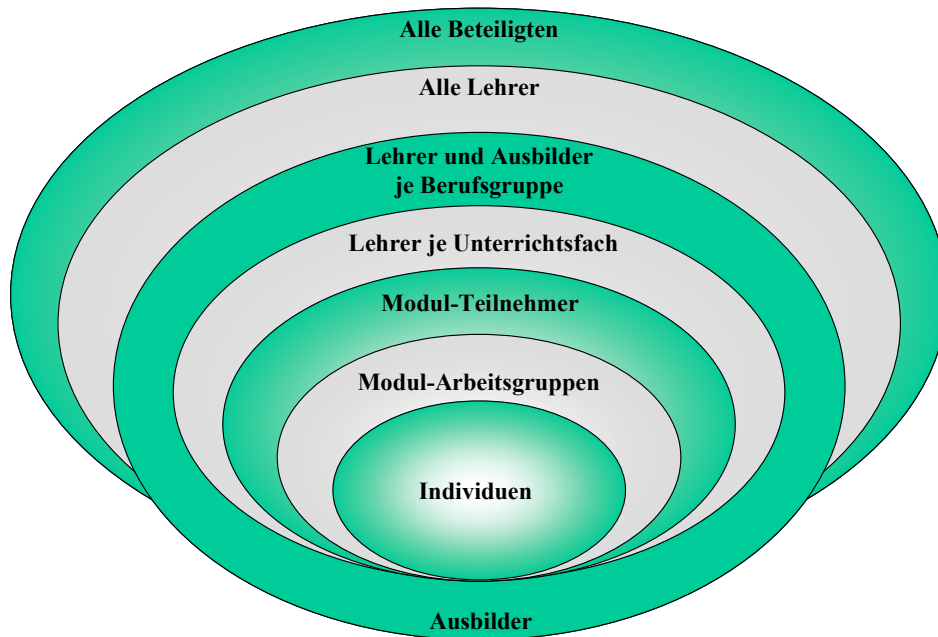 Alle Beteiligten
Alle Lehrer
Lehrer und Ausbilder
je Berufsgruppe
Lehrer je Unterrichtsfach
Modul-Teilnehmer
Modul-Arbeitsgruppen
Individuen
Ausbilder